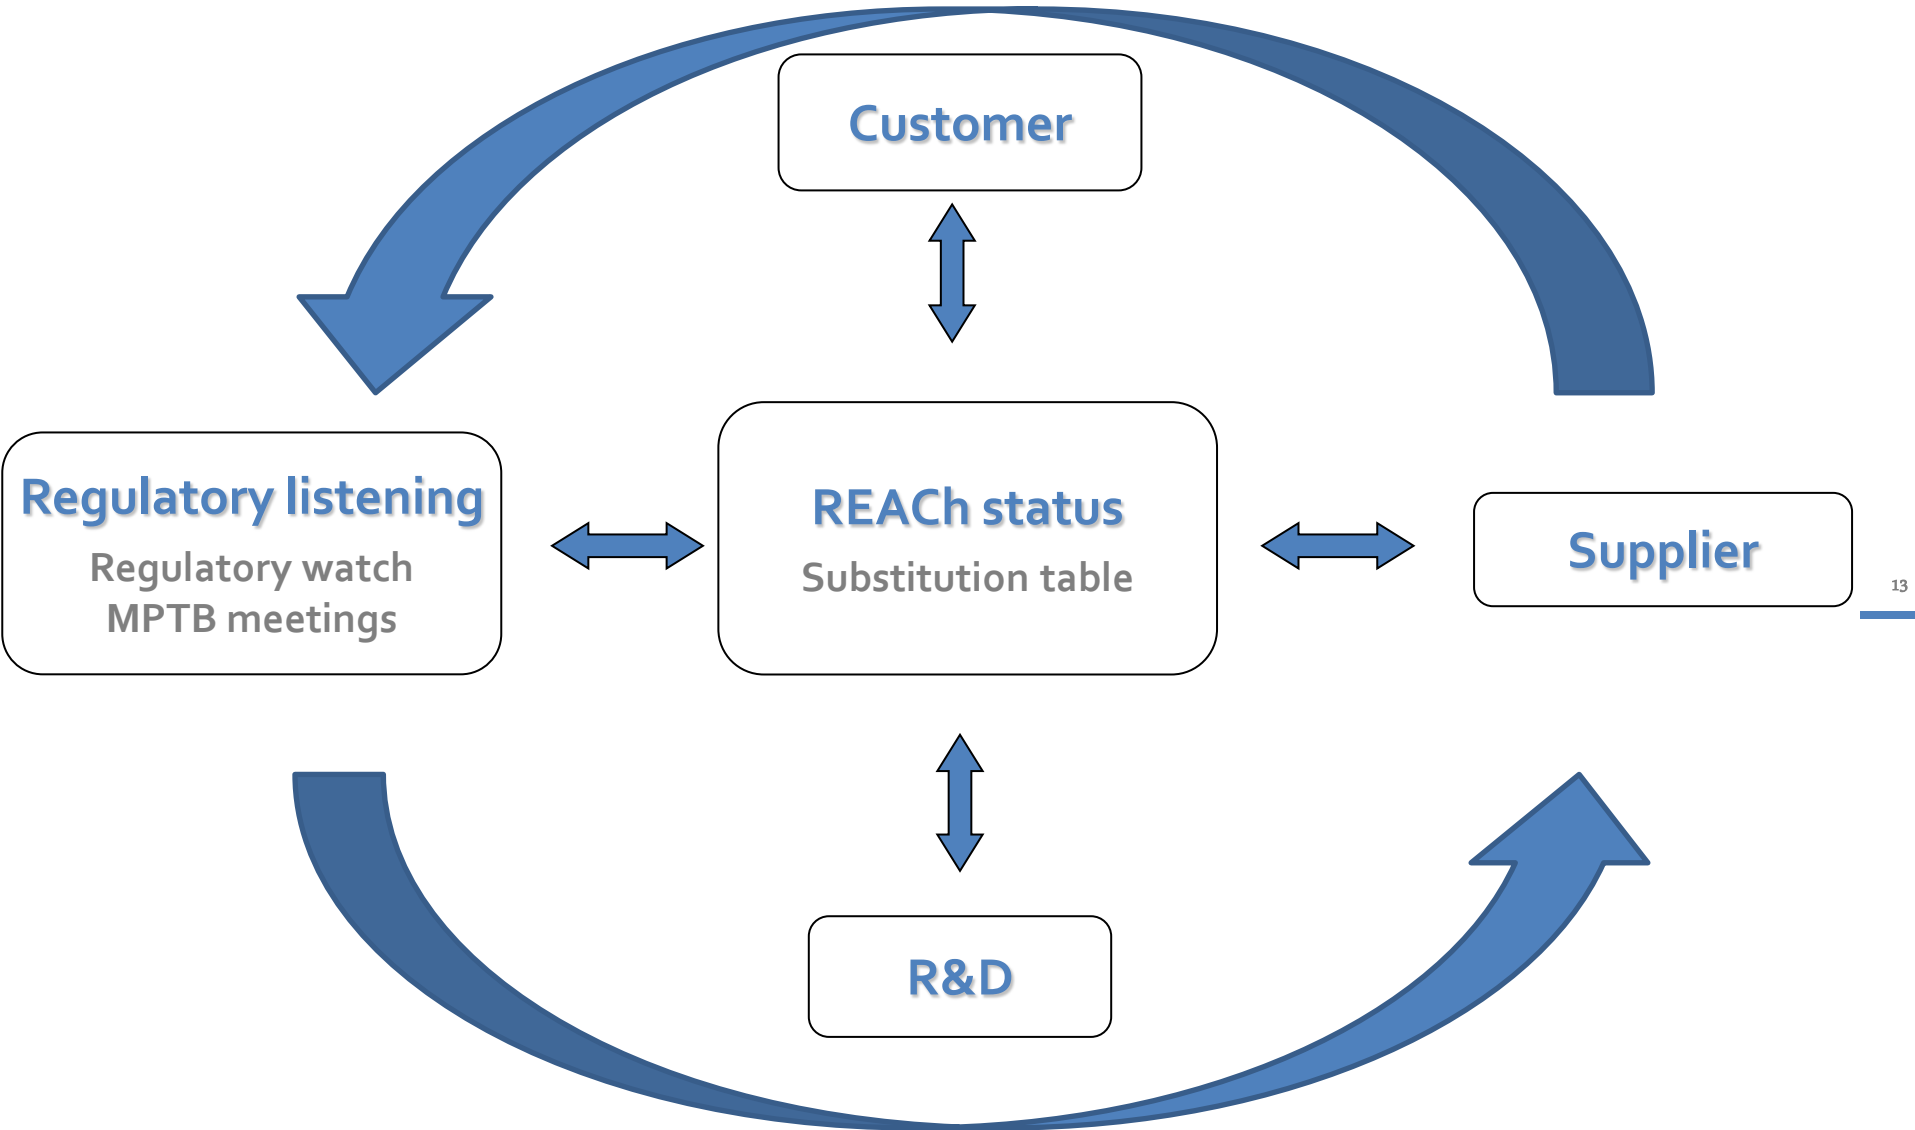 Customer
Regulatory listening
Regulatory watch
MPTB meetings
REACh status
Substitution table
Supplier
13
R&D